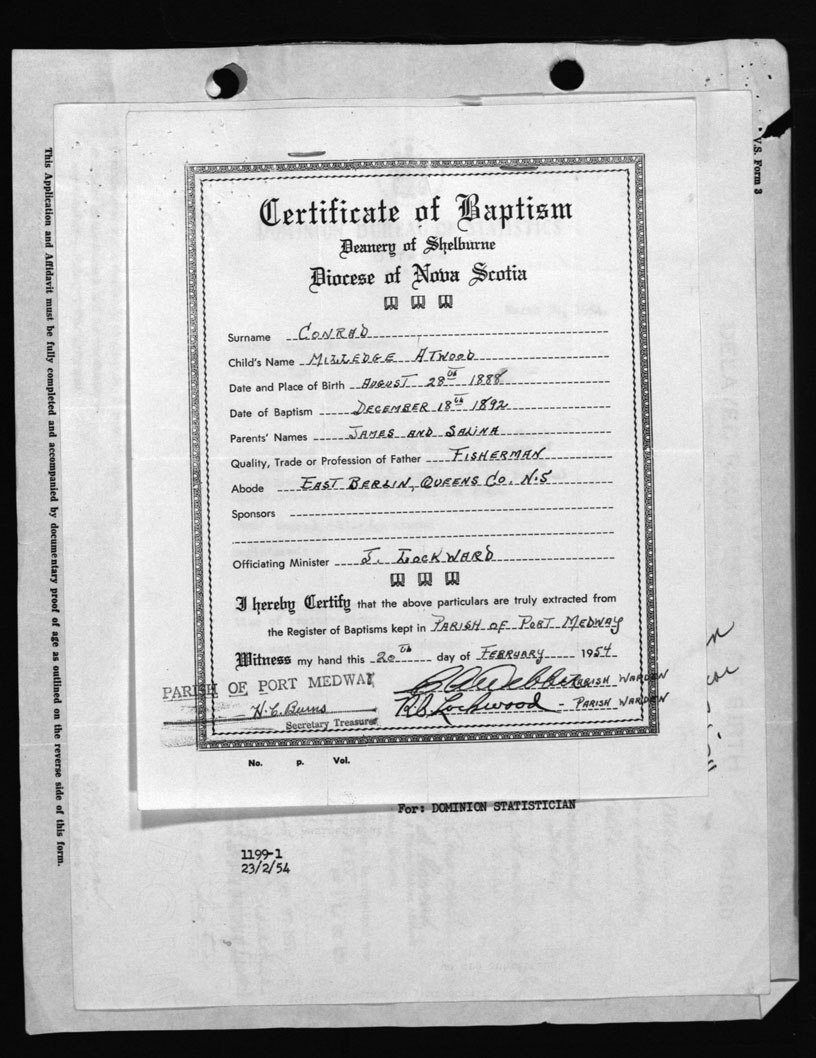 V.S. Form 3
This Application and Affidavit must be fully completed and accompanied by documentary proof of age as outlined on the reverse side of this form.
Certificate of Baptism
Deanery of Shelburne
Diocese of Nova Scotia
Surname CONRAD
Child's Name MILLEDGE ATWOOD
Date and Place of Birth AUGUST 28th 1888
Date of Baptism DECEMBER 18th 1892
Parents' Names JAMES AND SALINA
Quality, Trade or Profession of Father FISHERMAN
Abode EAST BERLIN, QUEENS CO. N.S
Sponsors
Officiating Minister J. LOCKWARD
I hereby Certify that the above particulars are truly extracted from
the Register of Baptisms kept in PARISH OF PORT MEDWAY
Witness my hand this 20th day of FEBRUARY 1954
PARISH WARDEN
PARISH OF PORT MEDWAY
H.C. Burns R.B. Lockwood - PARISH WARDEN
Secretary Treasurer
No. p. Vol.
For: DOMINION STATISTICIAN
1199-1
23/2/54